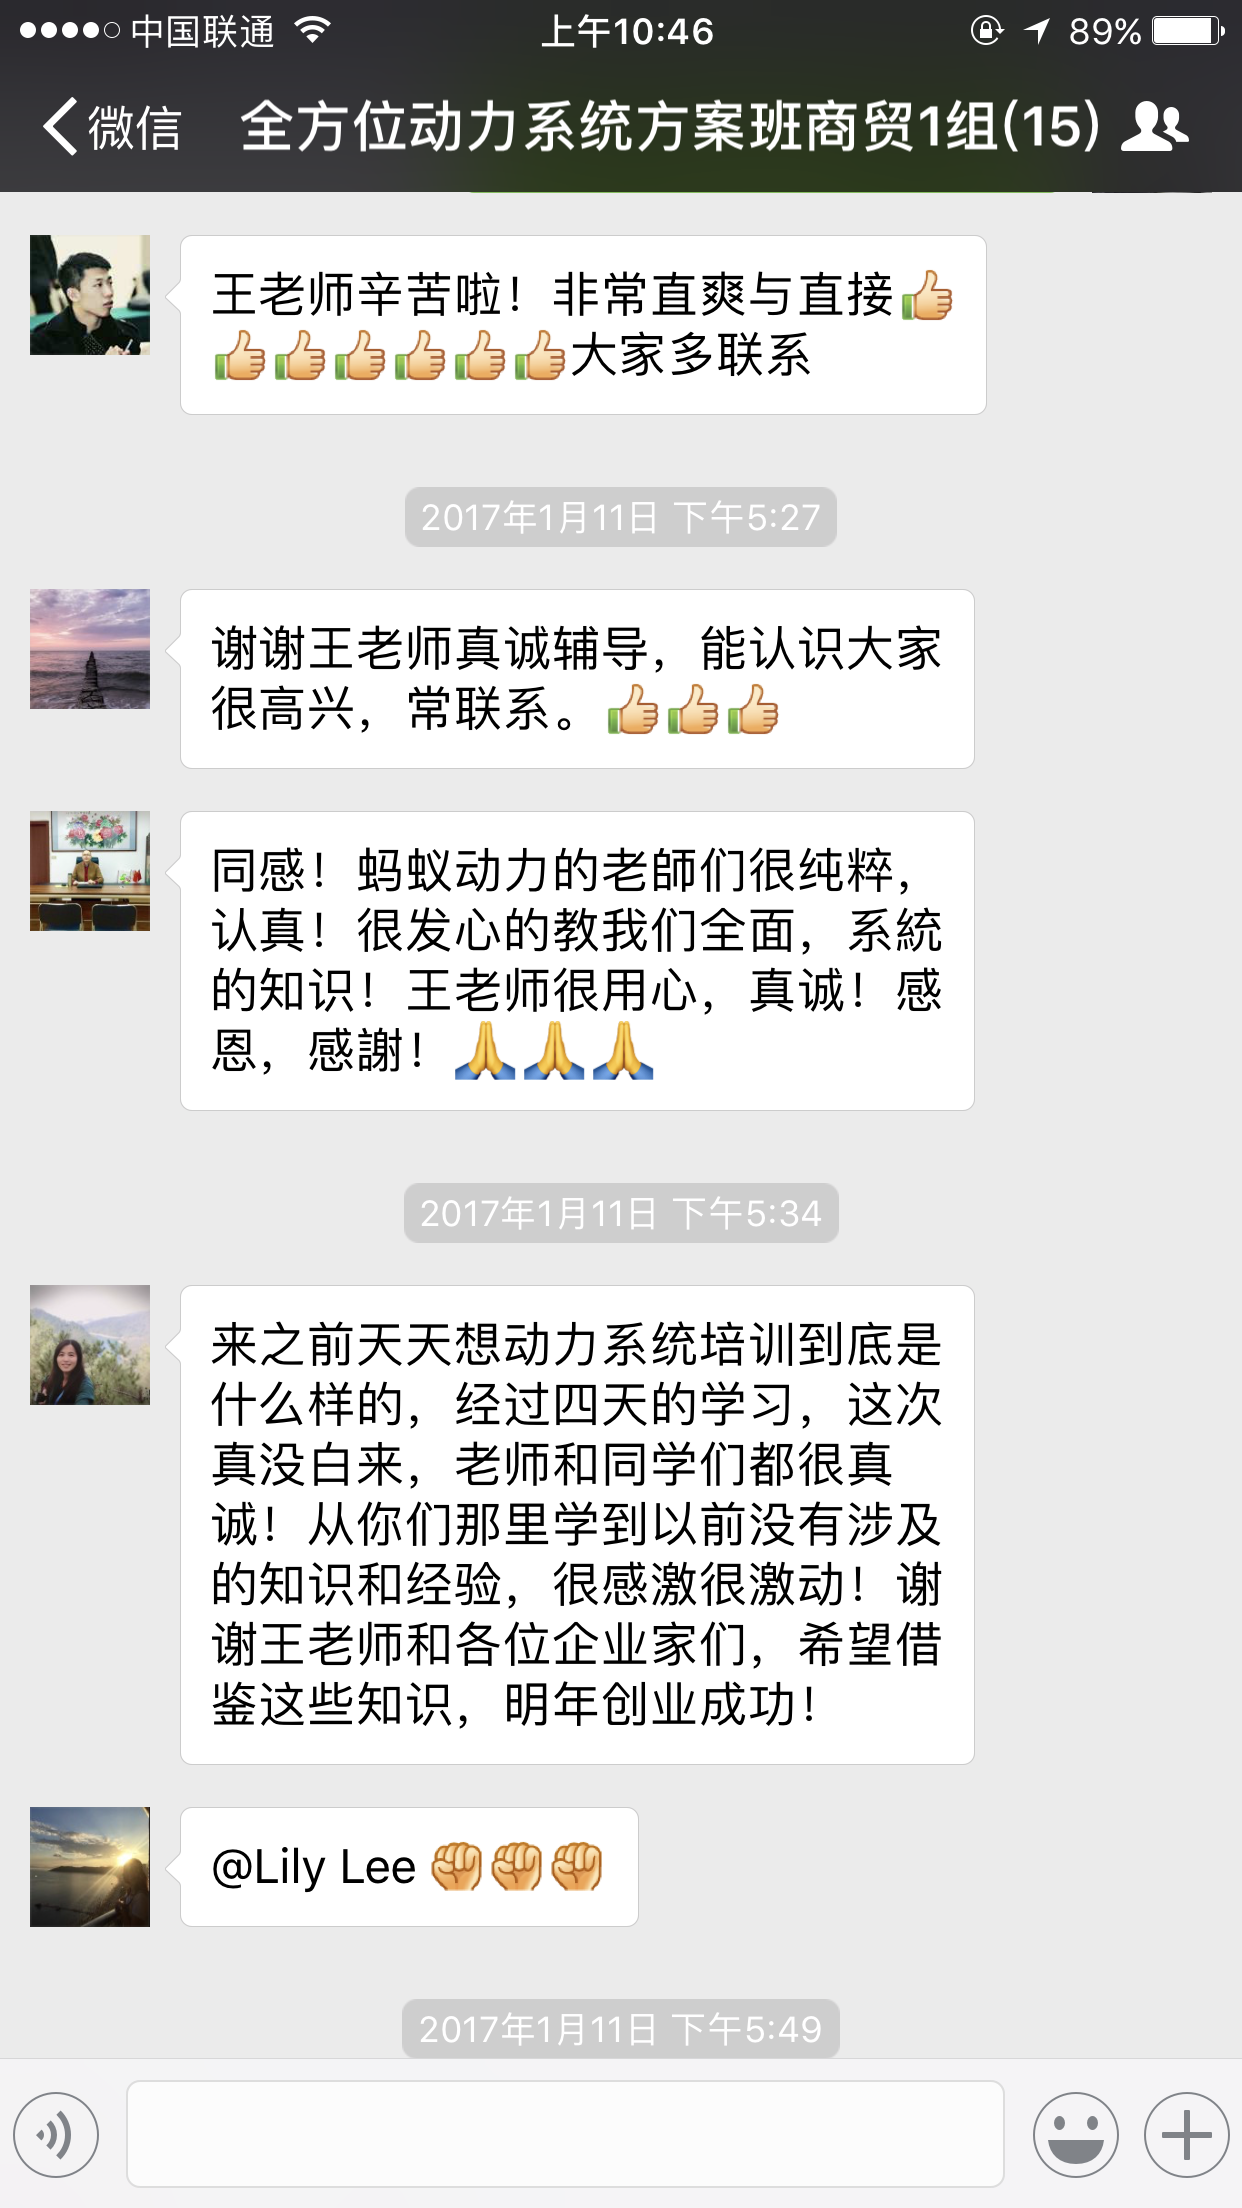 中国联通 上午10:46 89%
微信 全方位动力系统方案班商贸1组(15)
王老师辛苦啦！非常直爽与直接👍
👍👍👍👍👍👍大家多联系
2017年1月11日 下午5:27
谢谢王老师真诚辅导，能认识大家
很高兴，常联系。👍👍👍
同感！蚂蚁动力的老師们很纯粹，
认真！很发心的教我们全面，系統
的知识！王老师很用心，真诚！感
恩，感謝！🙏🙏🙏
2017年1月11日 下午5:34
来之前天天想动力系统培训到底是
什么样的，经过四天的学习，这次
真没白来，老师和同学们都很真
诚！从你们那里学到以前没有涉及
的知识和经验，很感激很激动！谢
谢王老师和各位企业家们，希望借
鉴这些知识，明年创业成功！
@Lily Lee ✊✊✊
2017年1月11日 下午5:49